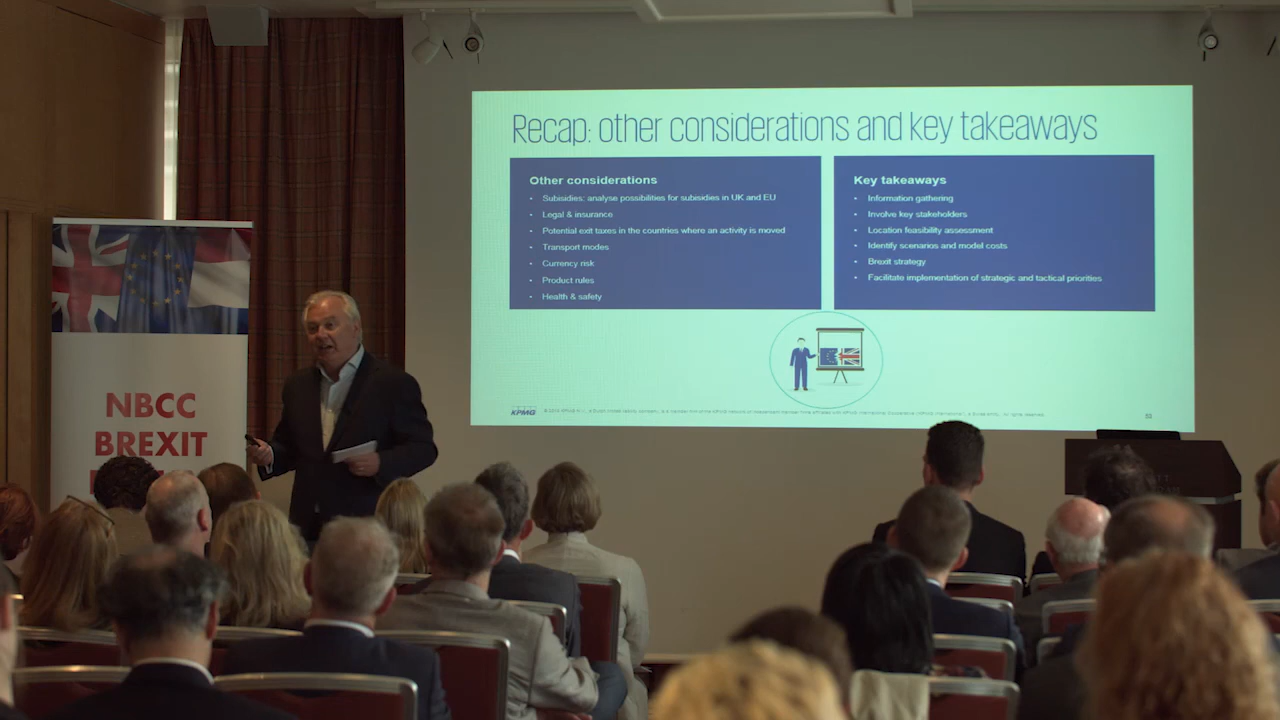 Recap: other considerations and key takeaways
Other considerations
• Subisidies: analyse possibilities for subisidies in UK and EU
• Legal & insurance
• Potential exit taxes in the countries where an activity is moved
• Transport modes
• Currency risk
• Product rules
• Health & safety
Key takeaways
• Information gathering
• Involve key stakeholders
• Location feasibility assessment
• Identify scenarios and model costs
• Brexit strategy
• Facilitate implementation of strategic and tactical priorities
KPMG
NBCC
BREXIT